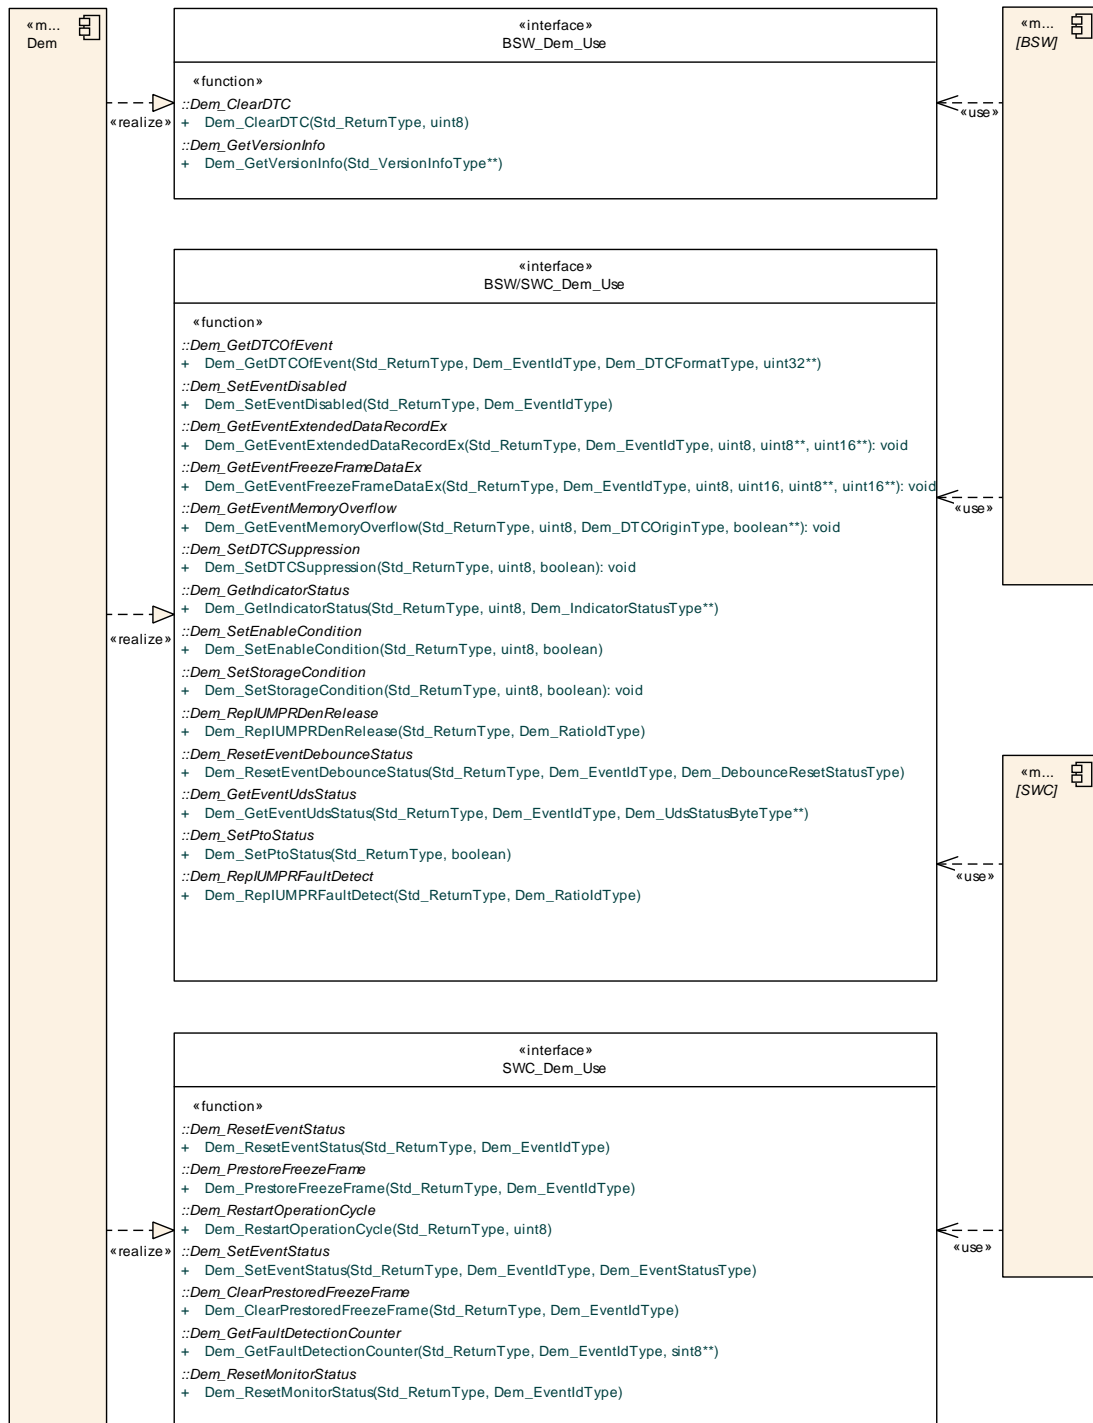 «m...
Dem
«interface»
BSW_Dem_Use
«m...
[BSW]
«function»
::Dem_ClearDTC
+ Dem_ClearDTC(Std_ReturnType, uint8)
::Dem_GetVersionInfo
+ Dem_GetVersionInfo(Std_VersionInfoType**)
«realize»
«use»
«interface»
BSW/SWC_Dem_Use
«function»
::Dem_GetDTCOfEvent
+ Dem_GetDTCOfEvent(Std_ReturnType, Dem_EventIdType, Dem_DTCFormatType, uint32**)
::Dem_SetEventDisabled
+ Dem_SetEventDisabled(Std_ReturnType, Dem_EventIdType)
::Dem_GetEventExtendedDataRecordEx
+ Dem_GetEventExtendedDataRecordEx(Std_ReturnType, Dem_EventIdType, uint8, uint8**, uint16**): void
::Dem_GetEventFreezeFrameDataEx
+ Dem_GetEventFreezeFrameDataEx(Std_ReturnType, Dem_EventIdType, uint8, uint16, uint8**, uint16**): void
::Dem_GetEventMemoryOverflow
+ Dem_GetEventMemoryOverflow(Std_ReturnType, uint8, Dem_DTCOriginType, boolean**): void
::Dem_SetDTCSuppression
+ Dem_SetDTCSuppression(Std_ReturnType, uint8, boolean): void
::Dem_GetIndicatorStatus
+ Dem_GetIndicatorStatus(Std_ReturnType, uint8, Dem_IndicatorStatusType**)
::Dem_SetEnableCondition
+ Dem_SetEnableCondition(Std_ReturnType, uint8, boolean)
::Dem_SetStorageCondition
+ Dem_SetStorageCondition(Std_ReturnType, uint8, boolean): void
::Dem_RepIUMPRDenRelease
+ Dem_RepIUMPRDenRelease(Std_ReturnType, Dem_RatioIdType)
::Dem_ResetEventDebounceStatus
+ Dem_ResetEventDebounceStatus(Std_ReturnType, Dem_EventIdType, Dem_DebounceResetStatusType)
::Dem_GetEventUdsStatus
+ Dem_GetEventUdsStatus(Std_ReturnType, Dem_EventIdType, Dem_UdsStatusByteType**)
::Dem_SetPtoStatus
+ Dem_SetPtoStatus(Std_ReturnType, boolean)
::Dem_RepIUMPRFaultDetect
+ Dem_RepIUMPRFaultDetect(Std_ReturnType, Dem_RatioIdType)
«realize»
«use»
«m...
[SWC]
«use»
«interface»
SWC_Dem_Use
«function»
::Dem_ResetEventStatus
+ Dem_ResetEventStatus(Std_ReturnType, Dem_EventIdType)
::Dem_PrestoreFreezeFrame
+ Dem_PrestoreFreezeFrame(Std_ReturnType, Dem_EventIdType)
::Dem_RestartOperationCycle
+ Dem_RestartOperationCycle(Std_ReturnType, uint8)
::Dem_SetEventStatus
+ Dem_SetEventStatus(Std_ReturnType, Dem_EventIdType, Dem_EventStatusType)
::Dem_ClearPrestoredFreezeFrame
+ Dem_ClearPrestoredFreezeFrame(Std_ReturnType, Dem_EventIdType)
::Dem_GetFaultDetectionCounter
+ Dem_GetFaultDetectionCounter(Std_ReturnType, Dem_EventIdType, sint8**)
::Dem_ResetMonitorStatus
+ Dem_ResetMonitorStatus(Std_ReturnType, Dem_EventIdType)
«realize»
«use»